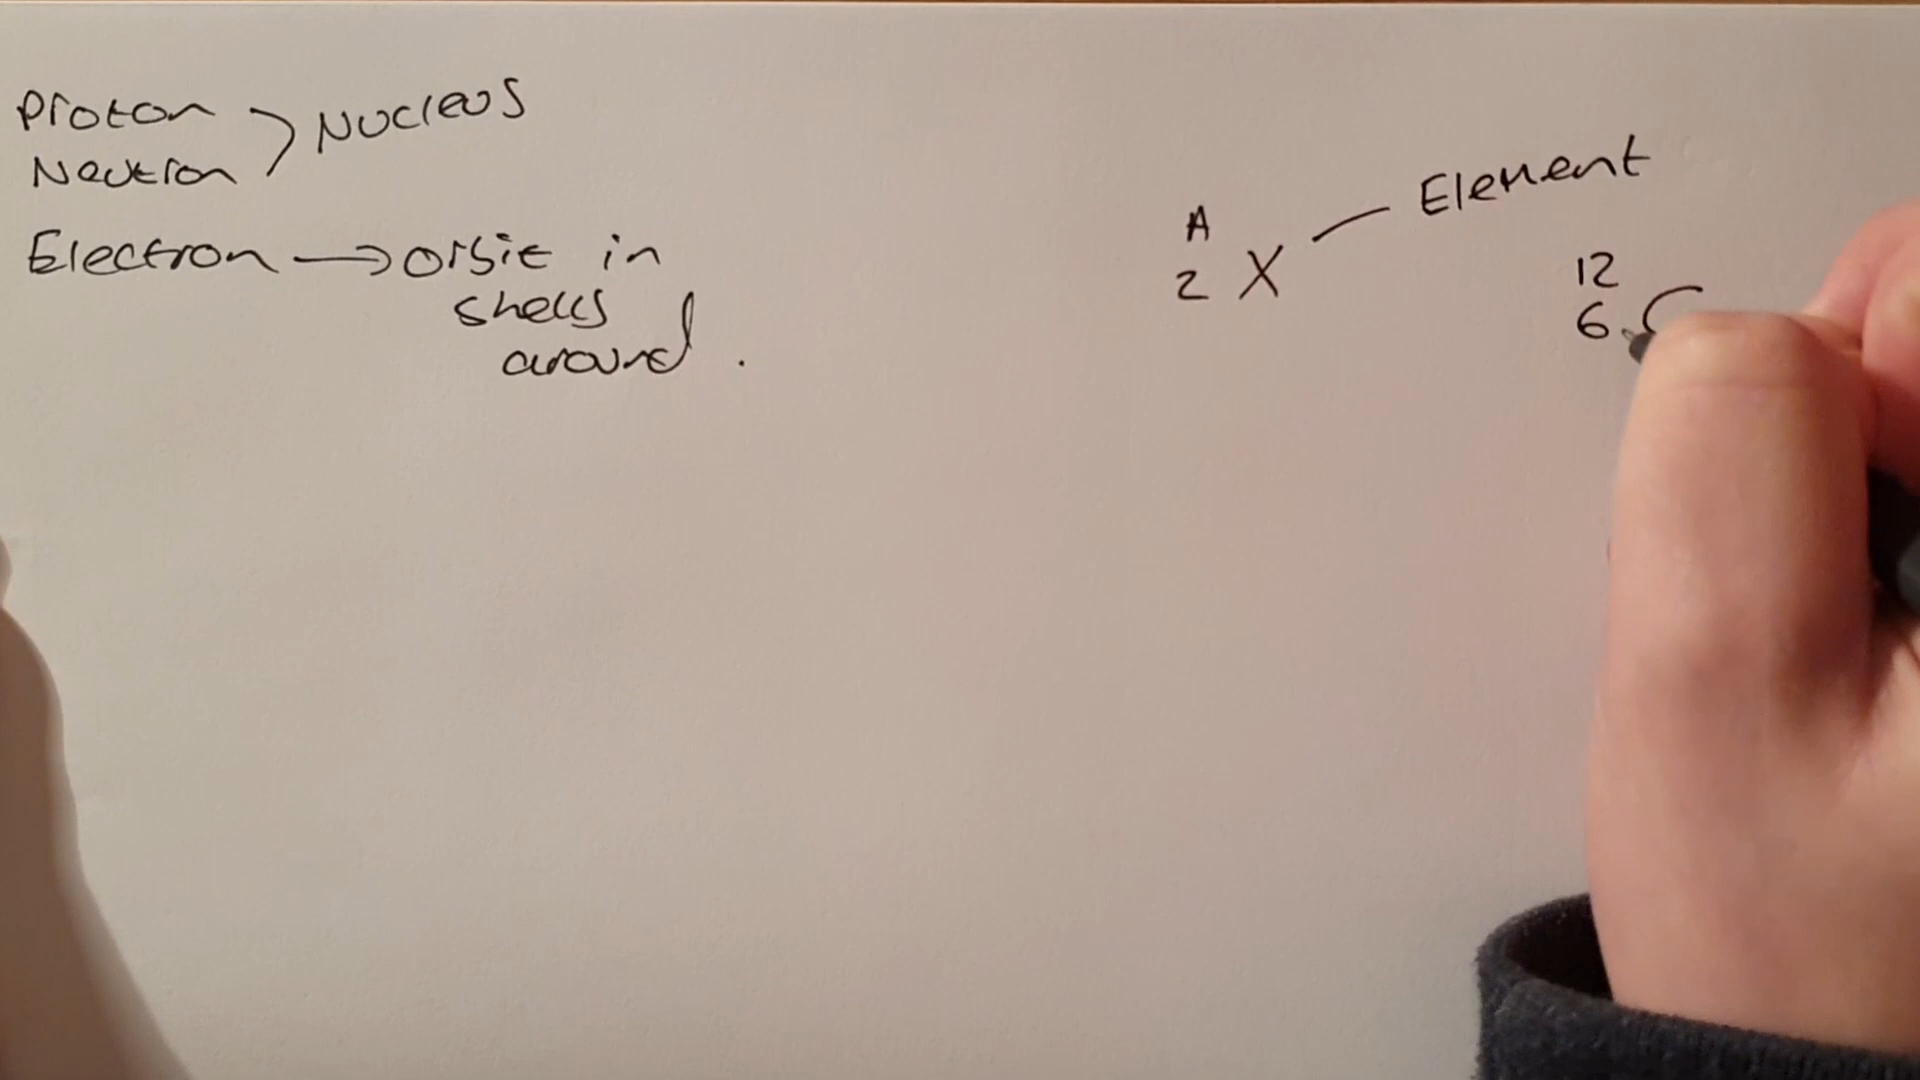 Proton
Neutron
Nucleus
Electron → orbit in
shells
around.
Element
A
Z X
12
6 C